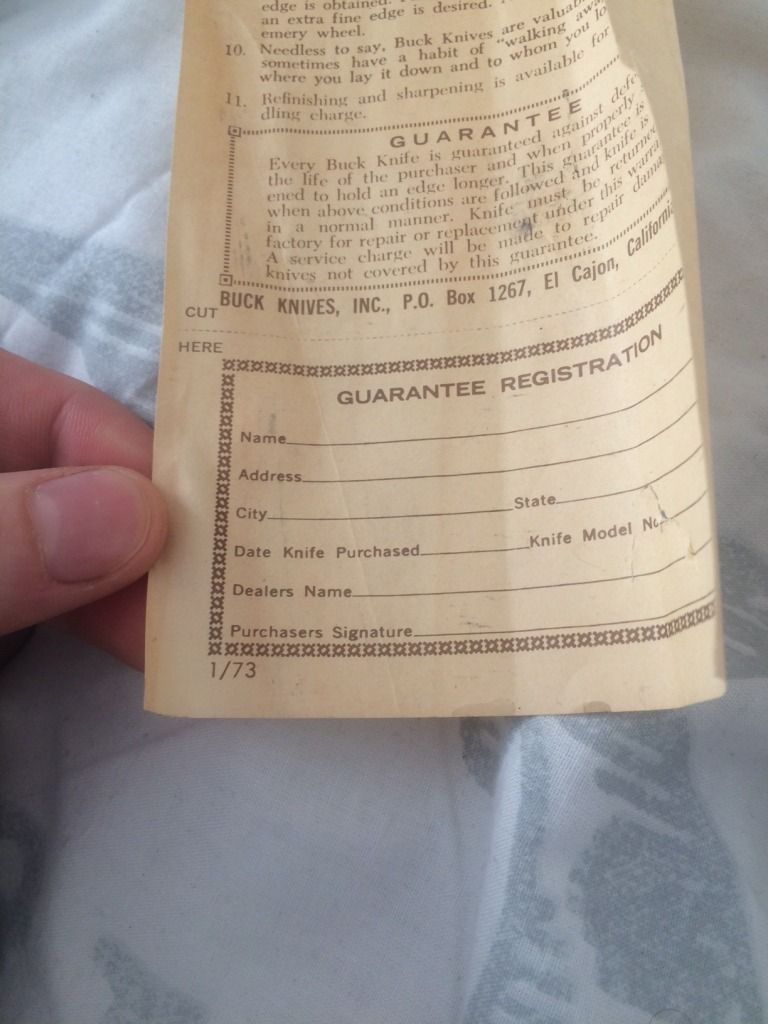 edge is obtained.
an extra fine edge is desired.
emery wheel.
10. Needless to say, Buck Knives are valuab
sometimes have a habit of "walking awa
where you lay it down and to whom you lo
11. Refinishing and sharpening is available for
dling charge.
GUARANTEE
Every Buck Knife is guaranteed against defe
the life of the purchaser and when properly
ened to hold an edge longer. This guarantee is
when above conditions are followed and knife is
in a normal manner. Knife must be returned
factory for repair or replacement under this warra
A service charge will be made to repair dama
knives not covered by this guarantee.
BUCK KNIVES, INC., P.O. Box 1267, El Cajon, California
CUT
HERE
GUARANTEE REGISTRATION
Name
Address
City State
Date Knife Purchased Knife Model No
Dealers Name
Purchasers Signature
1/73